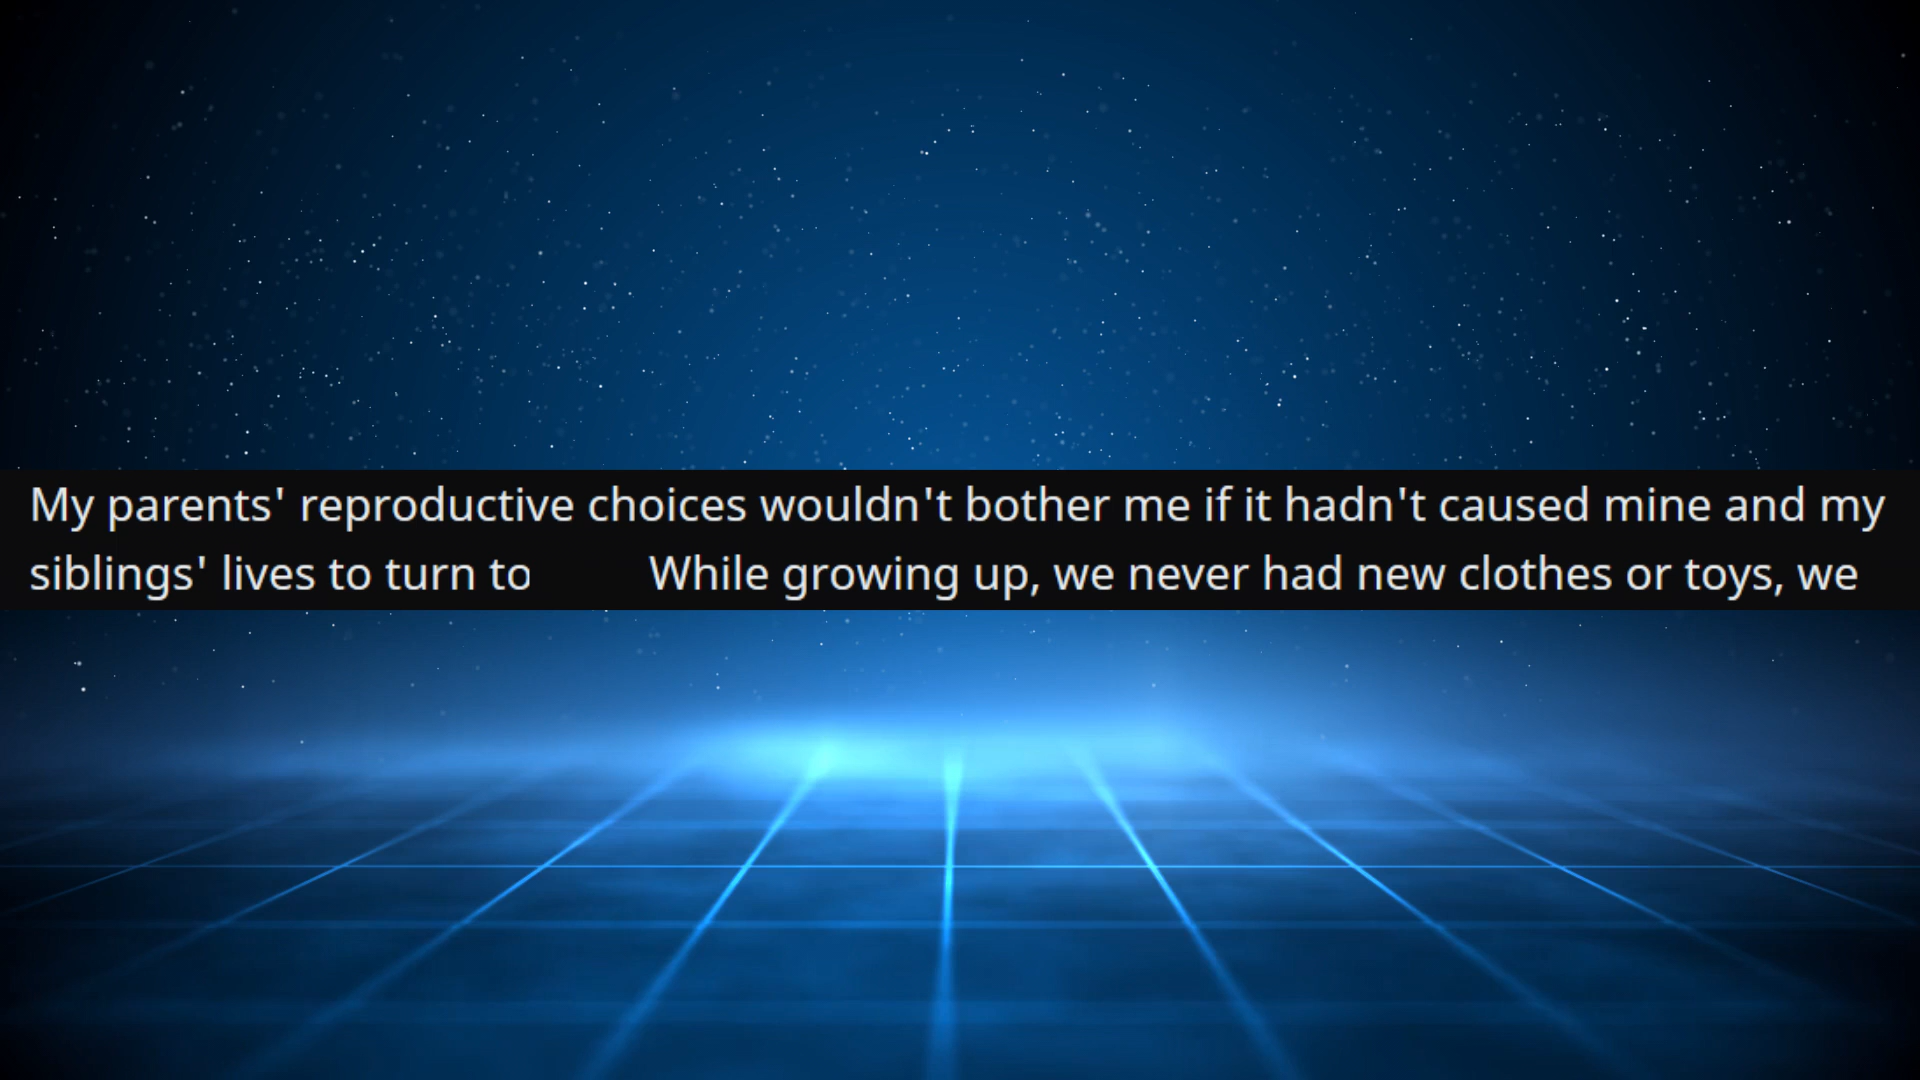 My parents' reproductive choices wouldn't bother me if it hadn't caused mine and my
siblings' lives to turn to While growing up, we never had new clothes or toys, we